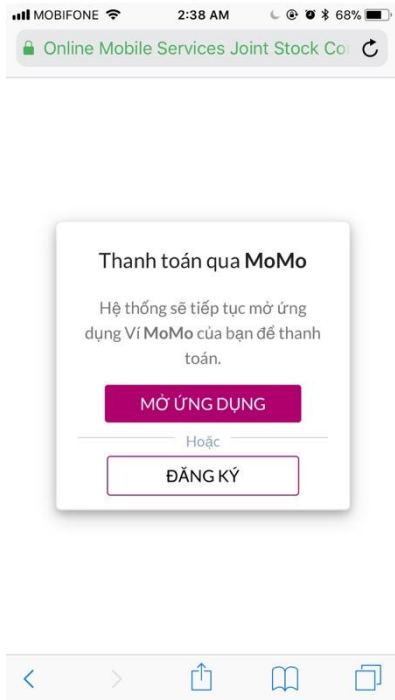 MOBIFONE 2:38 AM 68%
Online Mobile Services Joint Stock Co
Thanh toán qua MoMo
Hệ thống sẽ tiếp tục mở ứng
dụng Ví MoMo của bạn để thanh
toán.
MỞ ỨNG DỤNG
Hoặc
ĐĂNG KÝ